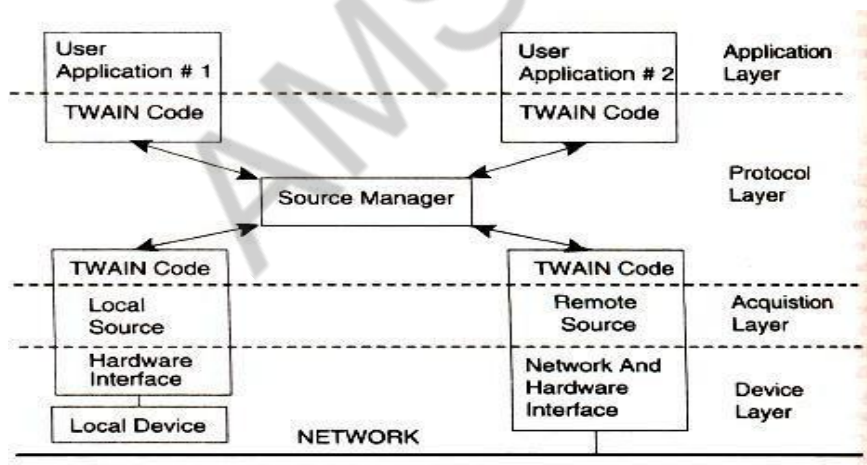 User
Application # 1
User
Application # 2
Application
Layer
TWAIN Code
TWAIN Code
Protocol
Layer
Source Manager
TWAIN Code
TWAIN Code
Local
Source
Remote
Source
Acquistion
Layer
Hardware
Interface
Network And
Hardware
Interface
Device
Layer
Local Device
NETWORK
AMS